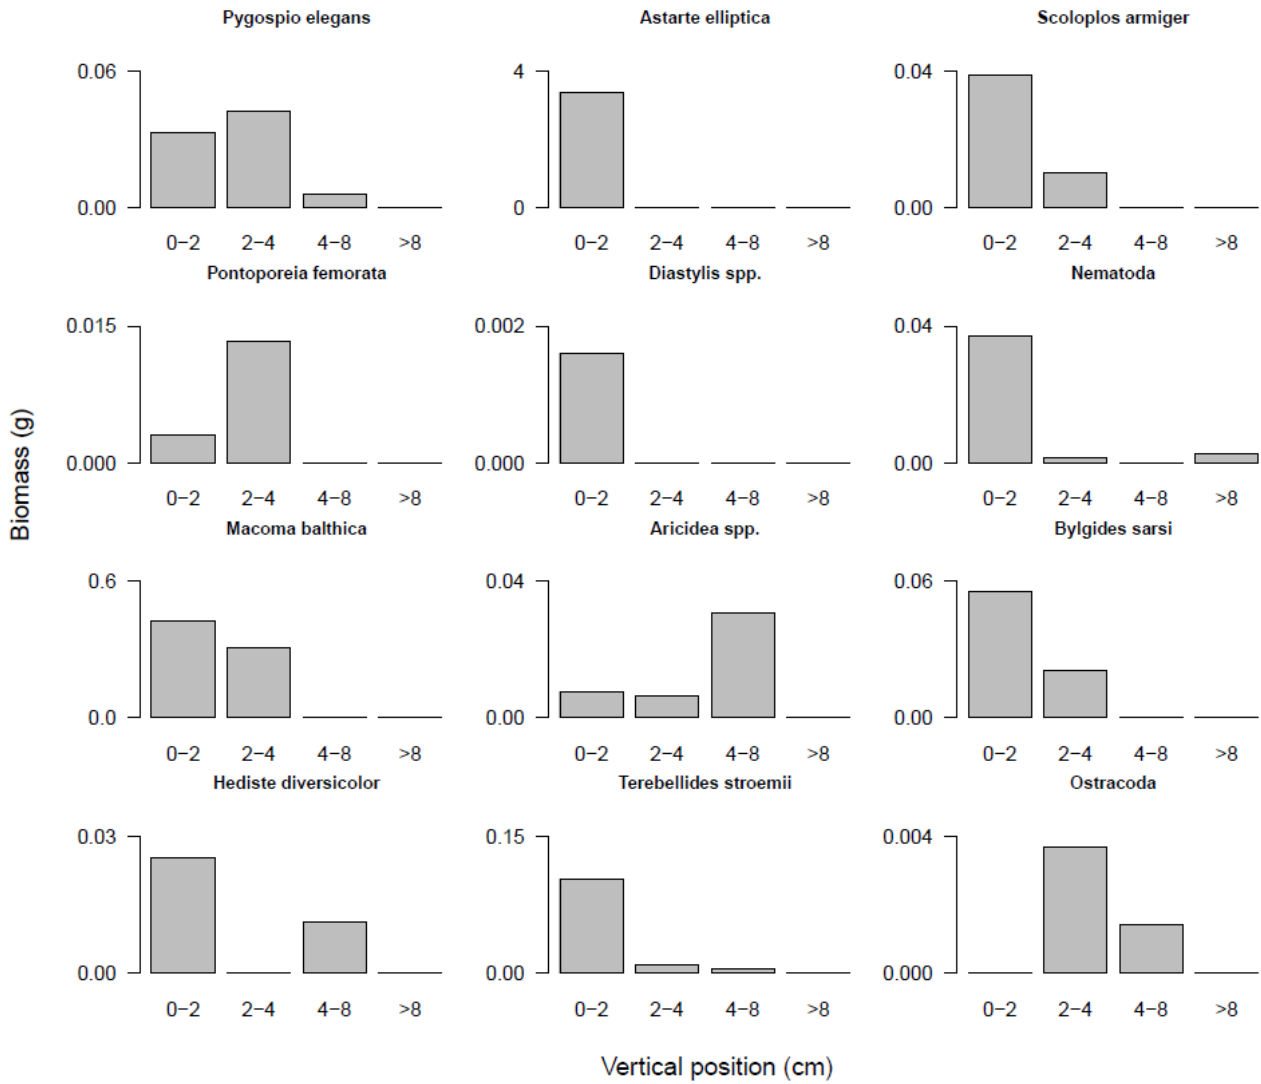 Pygospio elegans
Astarte elliptica
Scoloplos armiger
0.06
0.00
0−2 2−4 4−8 >8
4
0
0−2 2−4 4−8 >8
0.04
0.00
0−2 2−4 4−8 >8
Pontoporeia femorata
Diastylis spp.
Nematoda
0.015
0.000
0−2 2−4 4−8 >8
0.002
0.000
0−2 2−4 4−8 >8
0.04
0.00
0−2 2−4 4−8 >8
Biomass (g)
Macoma balthica
Aricidea spp.
Bylgides sarsi
0.6
0.0
0−2 2−4 4−8 >8
0.04
0.00
0−2 2−4 4−8 >8
0.06
0.00
0−2 2−4 4−8 >8
Hediste diversicolor
Terebellides stroemii
Ostracoda
0.03
0.00
0−2 2−4 4−8 >8
0.15
0.00
0−2 2−4 4−8 >8
0.004
0.000
0−2 2−4 4−8 >8
Vertical position (cm)